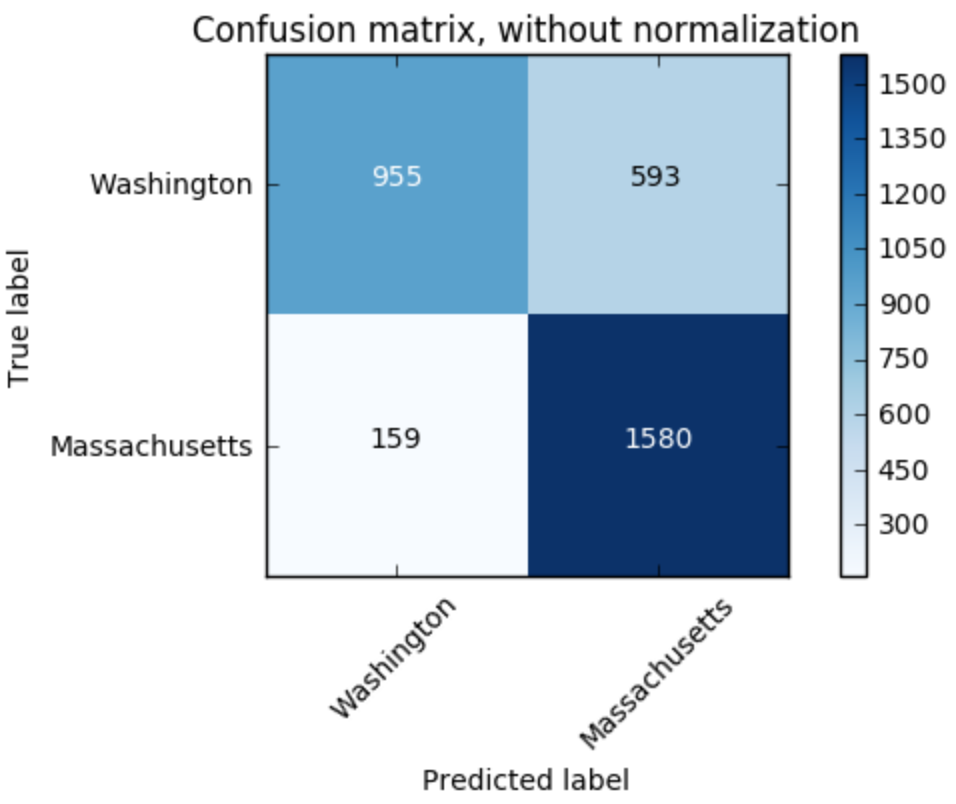 Confusion matrix, without normalization
True label
Washington
Massachusetts
955
593
159
1580
Washington
Massachusetts
Predicted label
1500
1350
1200
1050
900
750
600
450
300